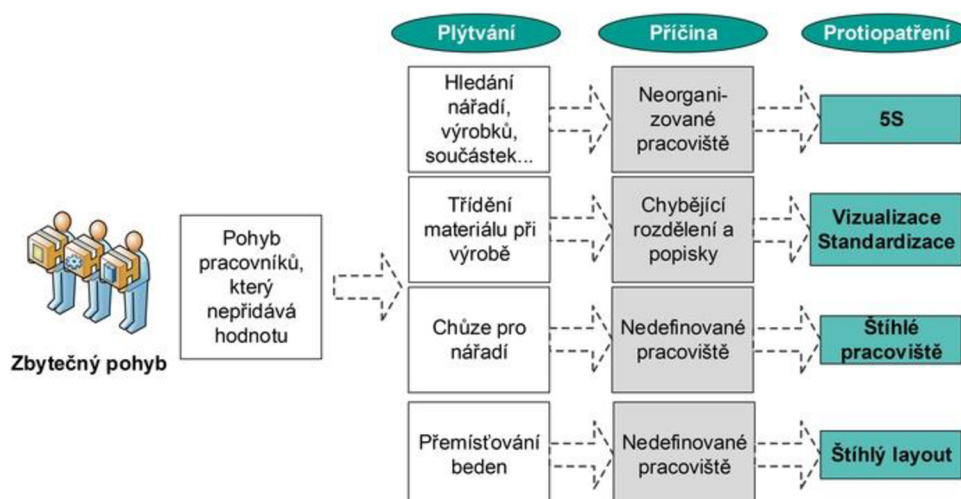 Plýtvání
Příčina
Protiopatření
Hledání
nářadí,
výrobků,
součástek...
Neorgani-
zované
pracoviště
5S
Třídění
materiálu při
výrobě
Chybějící
rozdělení a
popisky
Vizualizace
Standardizace
Pohyb
pracovníků,
který
nepřidává
hodnotu
Zbytečný pohyb
Chůze pro
nářadí
Nedefinované
pracoviště
Štíhlé
pracoviště
Přemísťování
beden
Nedefinované
pracoviště
Štíhlý layout